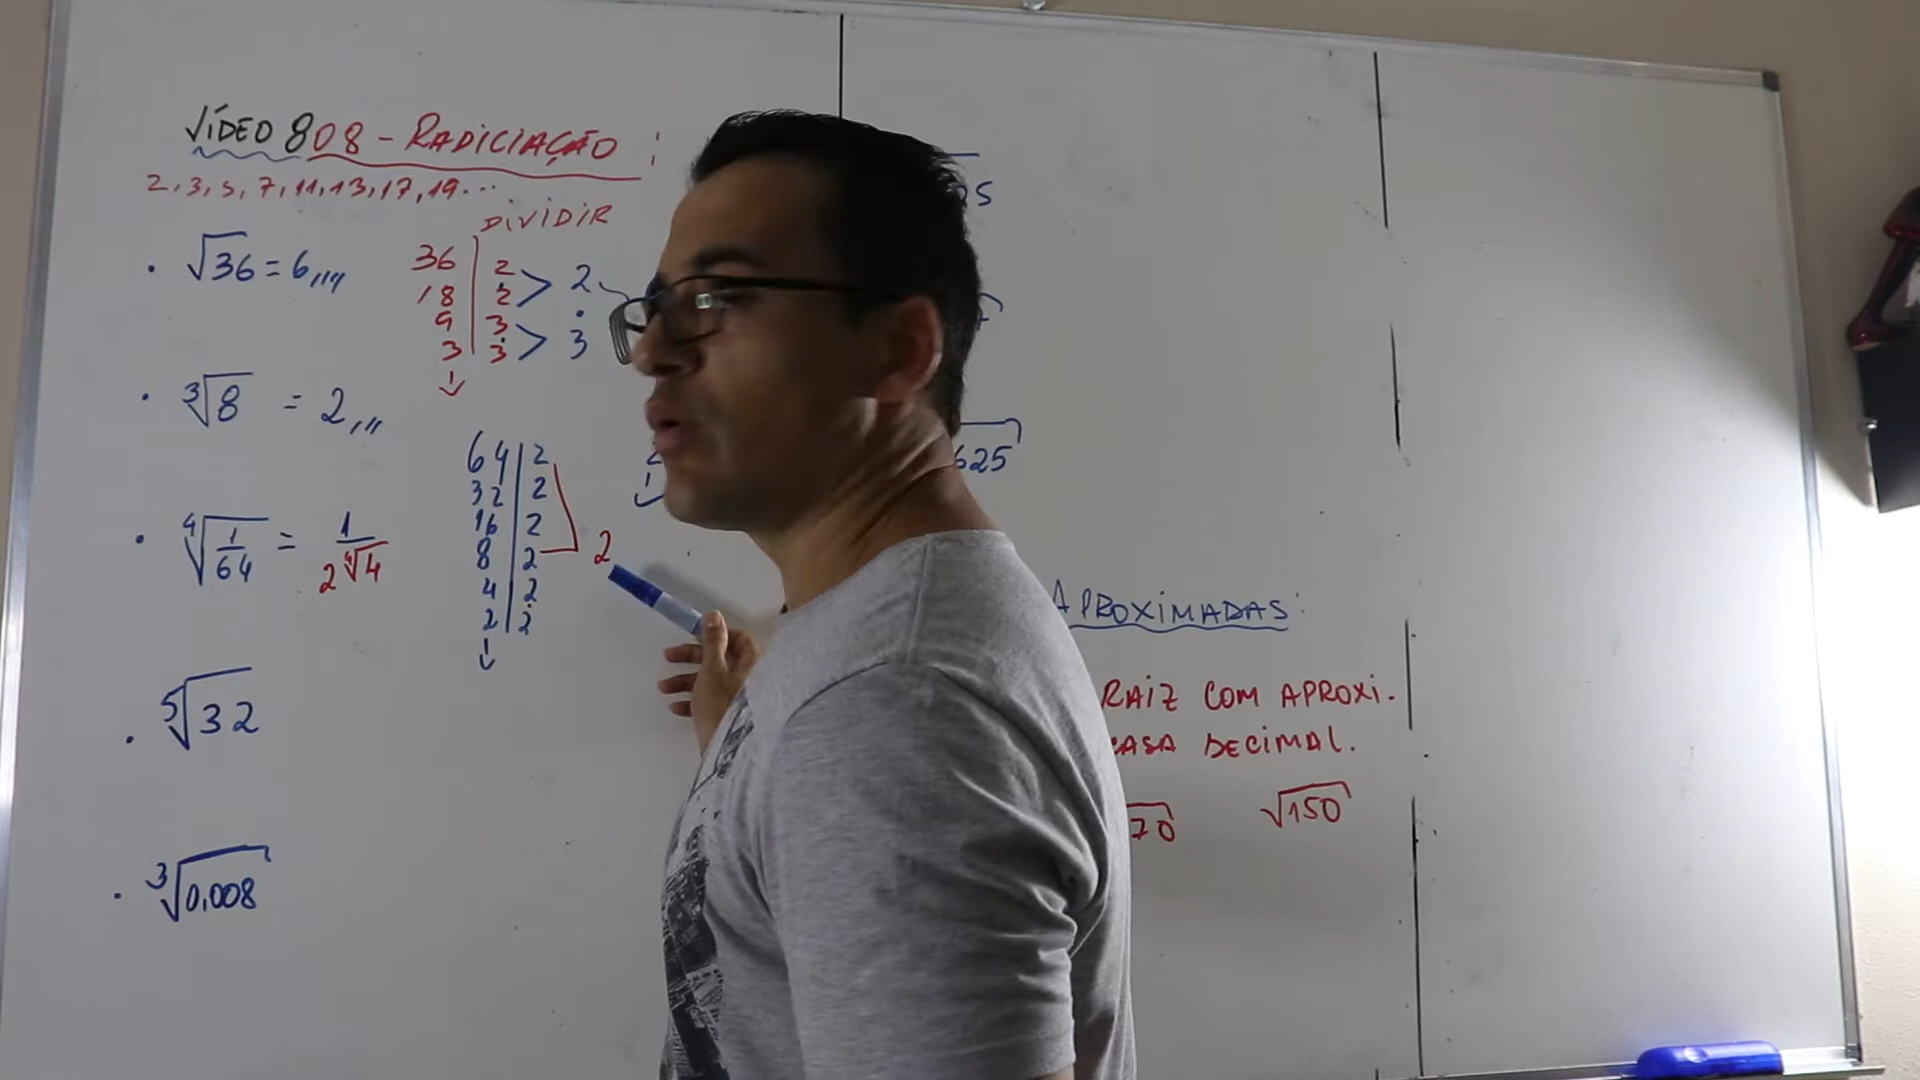 VÍDEO 808 - RADICIAÇÃO :
2, 3, 5, 7, 11, 13, 17, 19...
DIVIDIR
• √36 = 6,,,,
36 | 2
18 | 2 > 2
9 | 3
3 | 3 > 3
1
• ³√8 = 2,,,
64 | 2
32 | 2
16 | 2
8 | 2 2
4 | 2
2 | 2
1
• ⁴√1/64 = 1/2⁴√4
• ⁵√32
• ³√0,008
625
APROXIMADAS:
RAIZ COM APROXI-
CASA DECIMAL.
70 √150